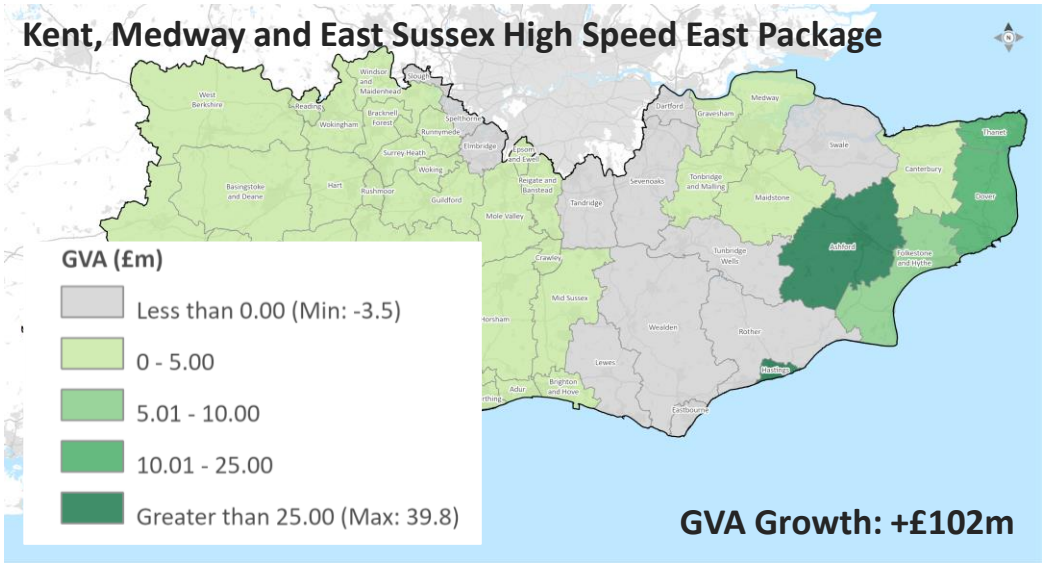 Kent, Medway and East Sussex High Speed East Package
N
West
Berkshire
Reading
Windsor
and
Maidenhead
Slough
Wokingham
Bracknell
Forest
Spelthorne
Runnymede
Elmbridge
Surrey Heath
Woking
Epsom
and Ewell
Reigate and
Banstead
Basingstoke
and Deane
Hart
Rushmoor
Guildford
Mole Valley
Tandridge
Sevenoaks
Dartford
Gravesham
Medway
Swale
Tonbridge
and Malling
Maidstone
Canterbury
Thanet
Dover
Ashford
Folkestone
and Hythe
Tunbridge
Wells
Crawley
Horsham
Mid Sussex
Wealden
Rother
Hastings
Lewes
Eastbourne
Brighton
and Hove
Adur
rthing
GVA (£m)
Less than 0.00 (Min: -3.5)
0 - 5.00
5.01 - 10.00
10.01 - 25.00
Greater than 25.00 (Max: 39.8)
GVA Growth: +£102m